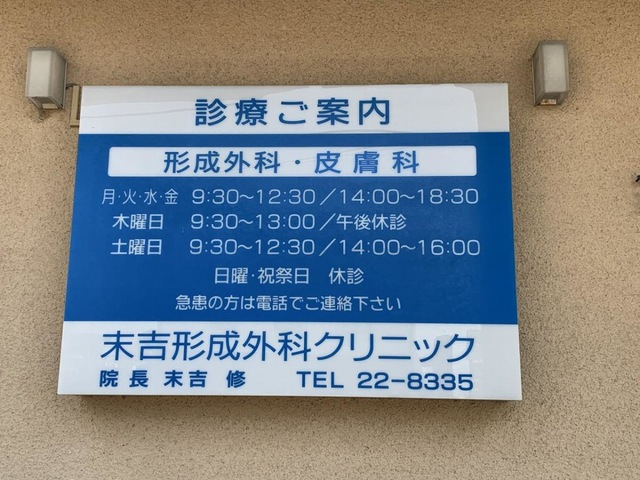 診療ご案内
形成外科・皮膚科
月・火・水・金 9:30〜12:30/14:00〜18:30
木曜日 9:30〜13:00/午後休診
土曜日 9:30〜12:30/14:00〜16:00
日曜・祝祭日 休診
急患の方は電話でご連絡下さい
末吉形成外科クリニック
院長 末吉 修 TEL 22-8335